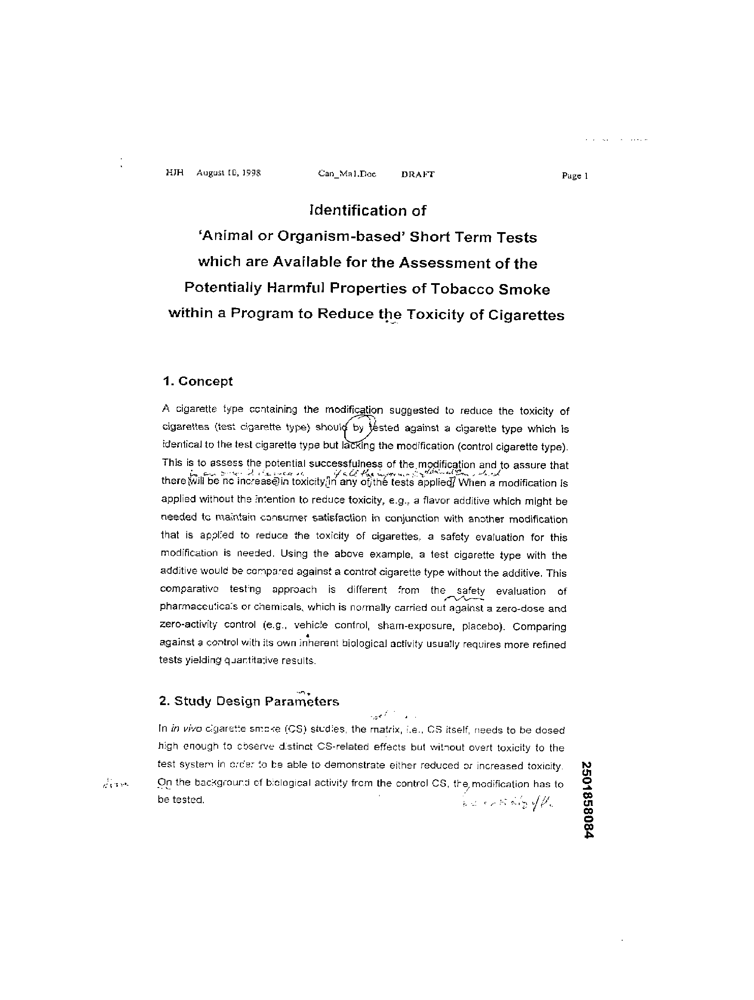 HJH August 10, 1998 Can_Ma1.Doc DRAFT Page 1
Identification of
'Animal or Organism-based' Short Term Tests
which are Available for the Assessment of the
Potentially Harmful Properties of Tobacco Smoke
within a Program to Reduce the Toxicity of Cigarettes
1. Concept
A cigarette type containing the modification suggested to reduce the toxicity of
cigarettes (test cigarette type) should by tested against a cigarette type which is
identical to the test cigarette type but lacking the modification (control cigarette type).
This is to assess the potential successfulness of the modification and to assure that
there will be no increase in toxicity in any of the tests applied. When a modification is
applied without the intention to reduce toxicity, e.g., a flavor additive which might be
needed to maintain consumer satisfaction in conjunction with another modification
that is applied to reduce the toxicity of cigarettes, a safety evaluation for this
modification is needed. Using the above example, a test cigarette type with the
additive would be compared against a control cigarette type without the additive. This
comparative testing approach is different from the safety evaluation of
pharmaceuticals or chemicals, which is normally carried out against a zero-dose and
zero-activity control (e.g., vehicle control, sham-exposure, placebo). Comparing
against a control with its own inherent biological activity usually requires more refined
tests yielding quantitative results.
2. Study Design Parameters
In in vivo cigarette smoke (CS) studies, the matrix, i.e., CS itself, needs to be dosed
high enough to observe distinct CS-related effects but without overt toxicity to the
test system in order to be able to demonstrate either reduced or increased toxicity.
On the background of biological activity from the control CS, the modification has to
be tested.
2501858084